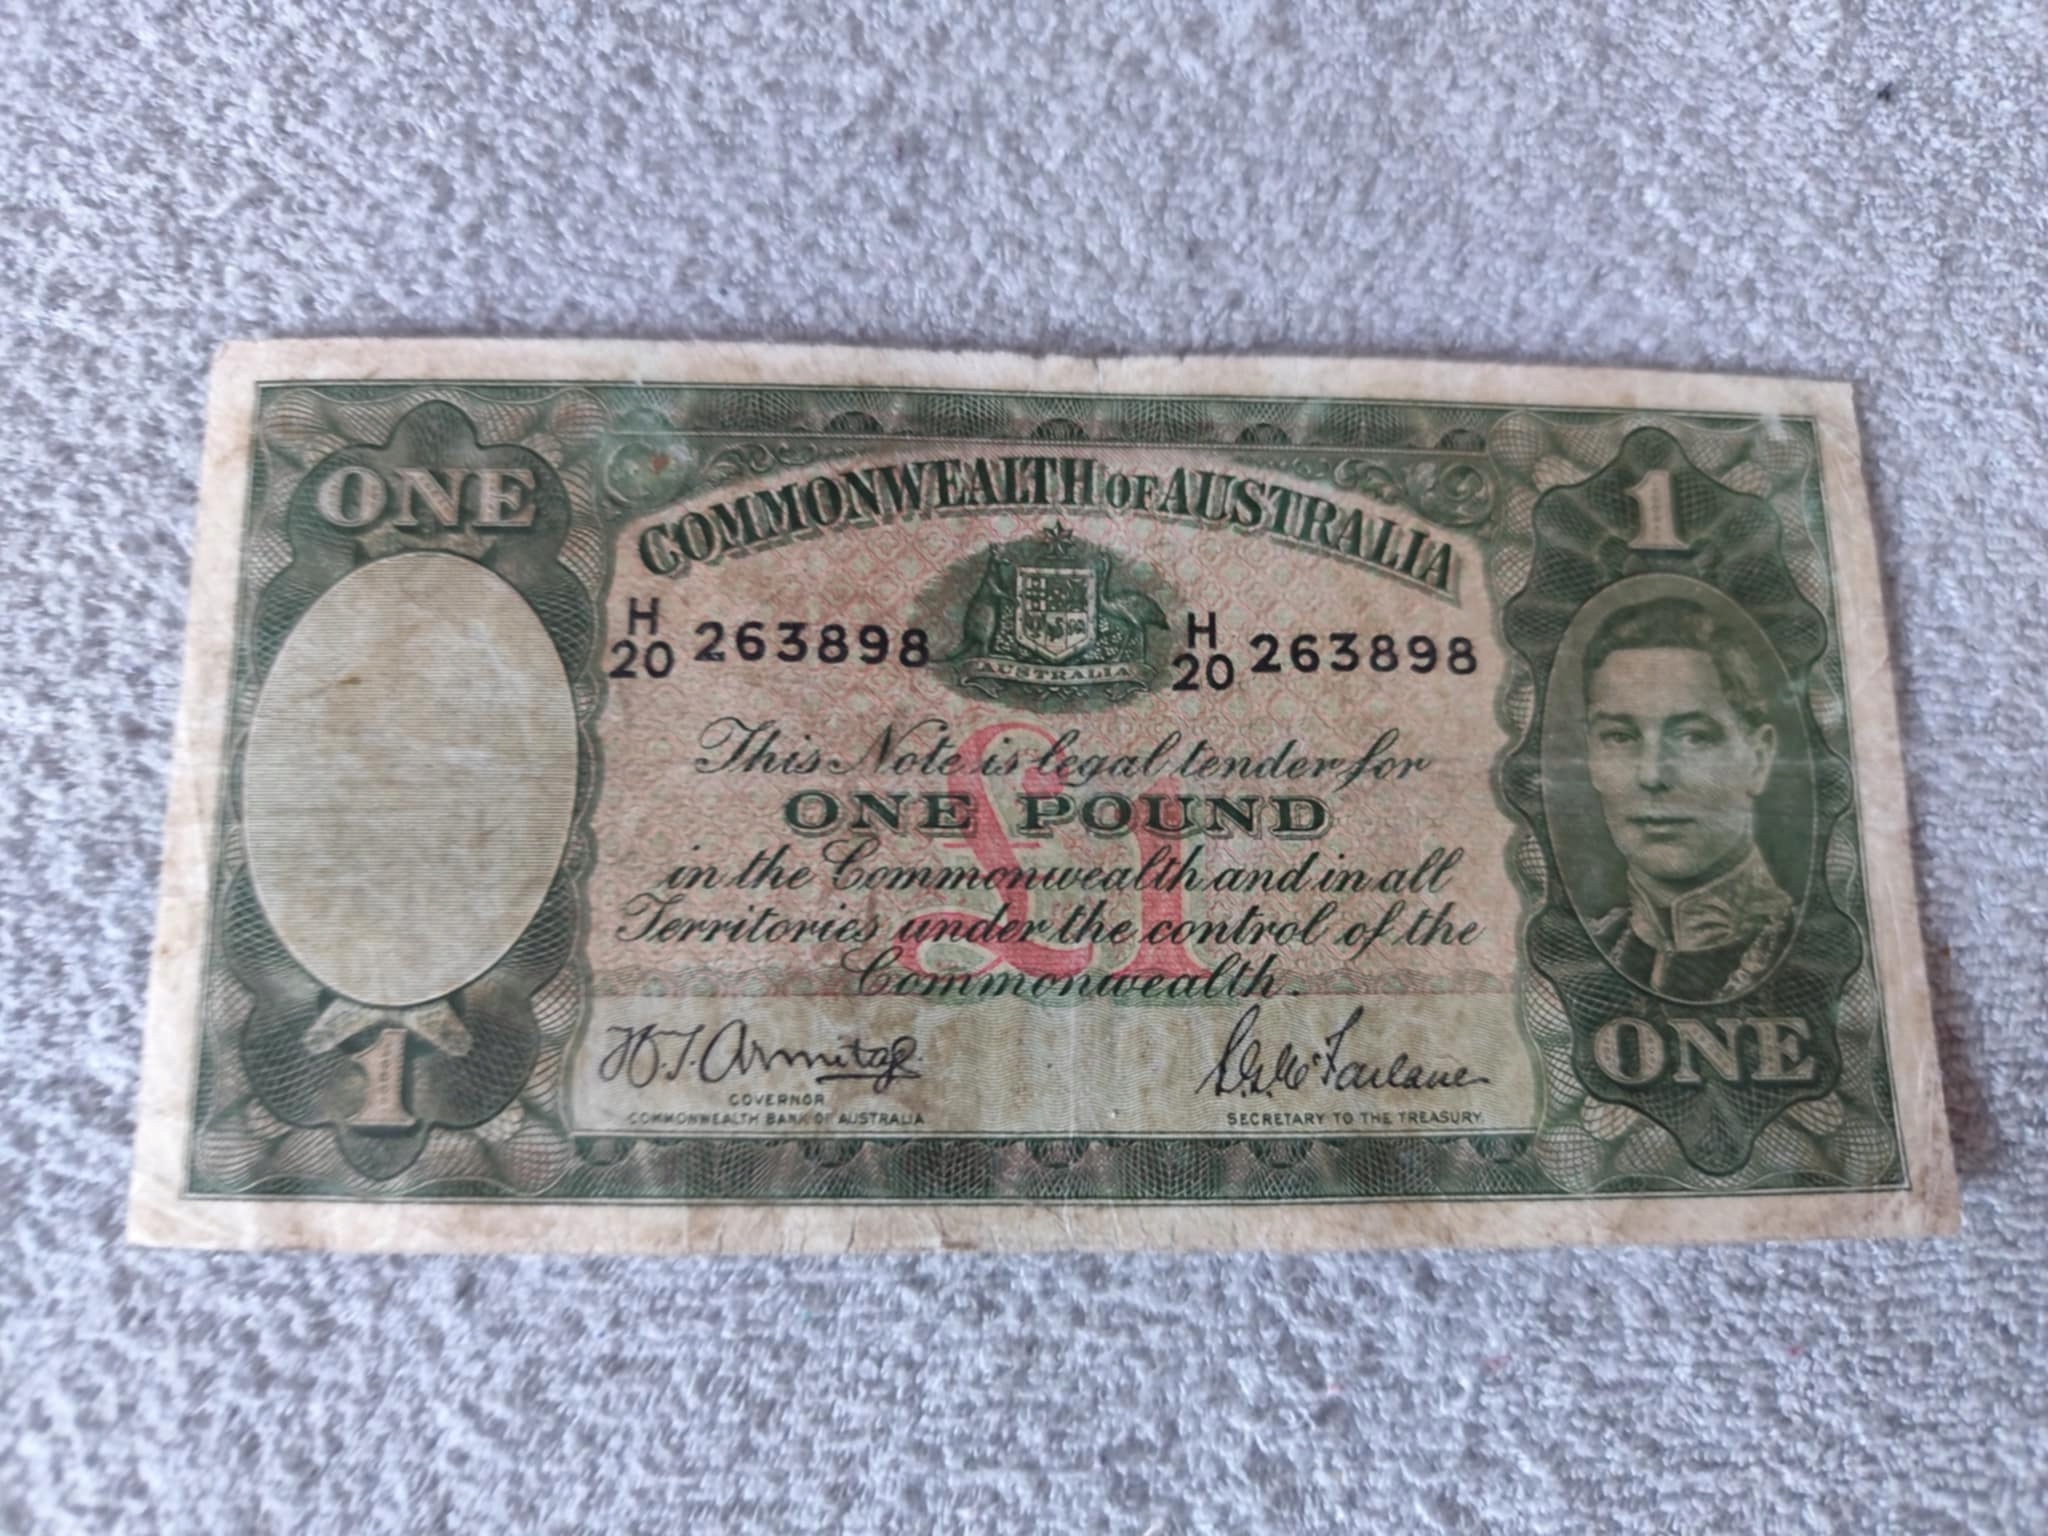 ONE
1
COMMONWEALTH OF AUSTRALIA
H
20 263898
AUSTRALIA
H
20 263898
This Note is legal tender for
ONE POUND
£1
in the Commonwealth and in all
Territories under the control of the
Commonwealth.
H.T. Armitage
S.G. McFarlane
GOVERNOR
COMMONWEALTH BANK OF AUSTRALIA
SECRETARY TO THE TREASURY.
1
ONE